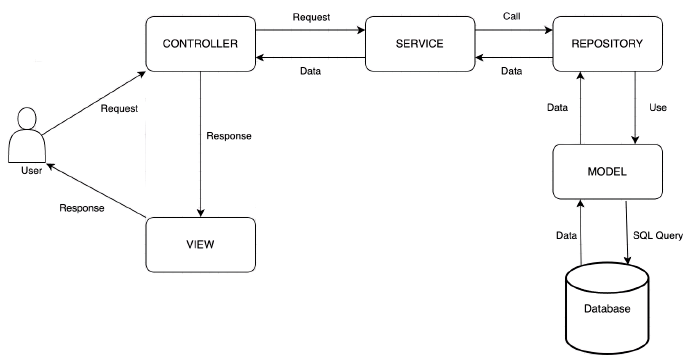 Request
Call
CONTROLLER
SERVICE
REPOSITORY
Data
Data
Request
Data
Use
Response
User
MODEL
Response
VIEW
Data
SQL Query
Database